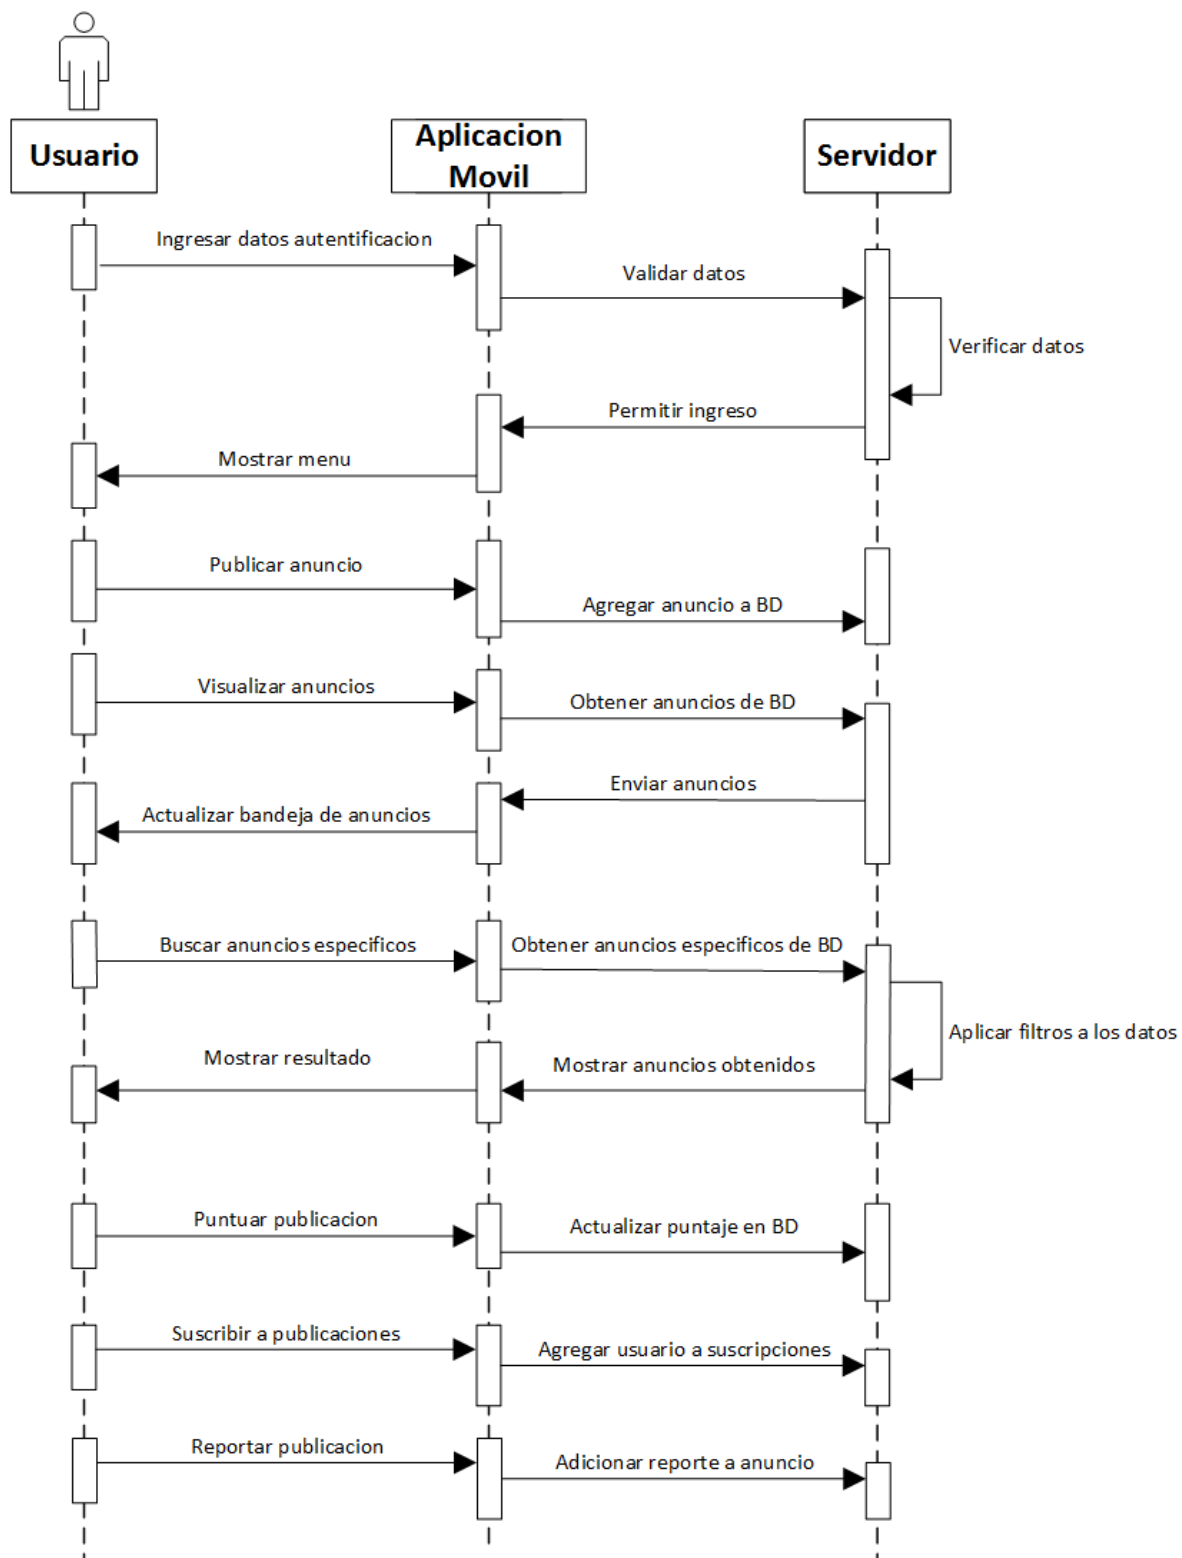 Usuario
Aplicacion
Movil
Servidor
Ingresar datos autentificacion
Validar datos
Verificar datos
Permitir ingreso
Mostrar menu
Publicar anuncio
Agregar anuncio a BD
Visualizar anuncios
Obtener anuncios de BD
Enviar anuncios
Actualizar bandeja de anuncios
Buscar anuncios especificos
Obtener anuncios especificos de BD
Aplicar filtros a los datos
Mostrar resultado
Mostrar anuncios obtenidos
Puntuar publicacion
Actualizar puntaje en BD
Suscribir a publicaciones
Agregar usuario a suscripciones
Reportar publicacion
Adicionar reporte a anuncio